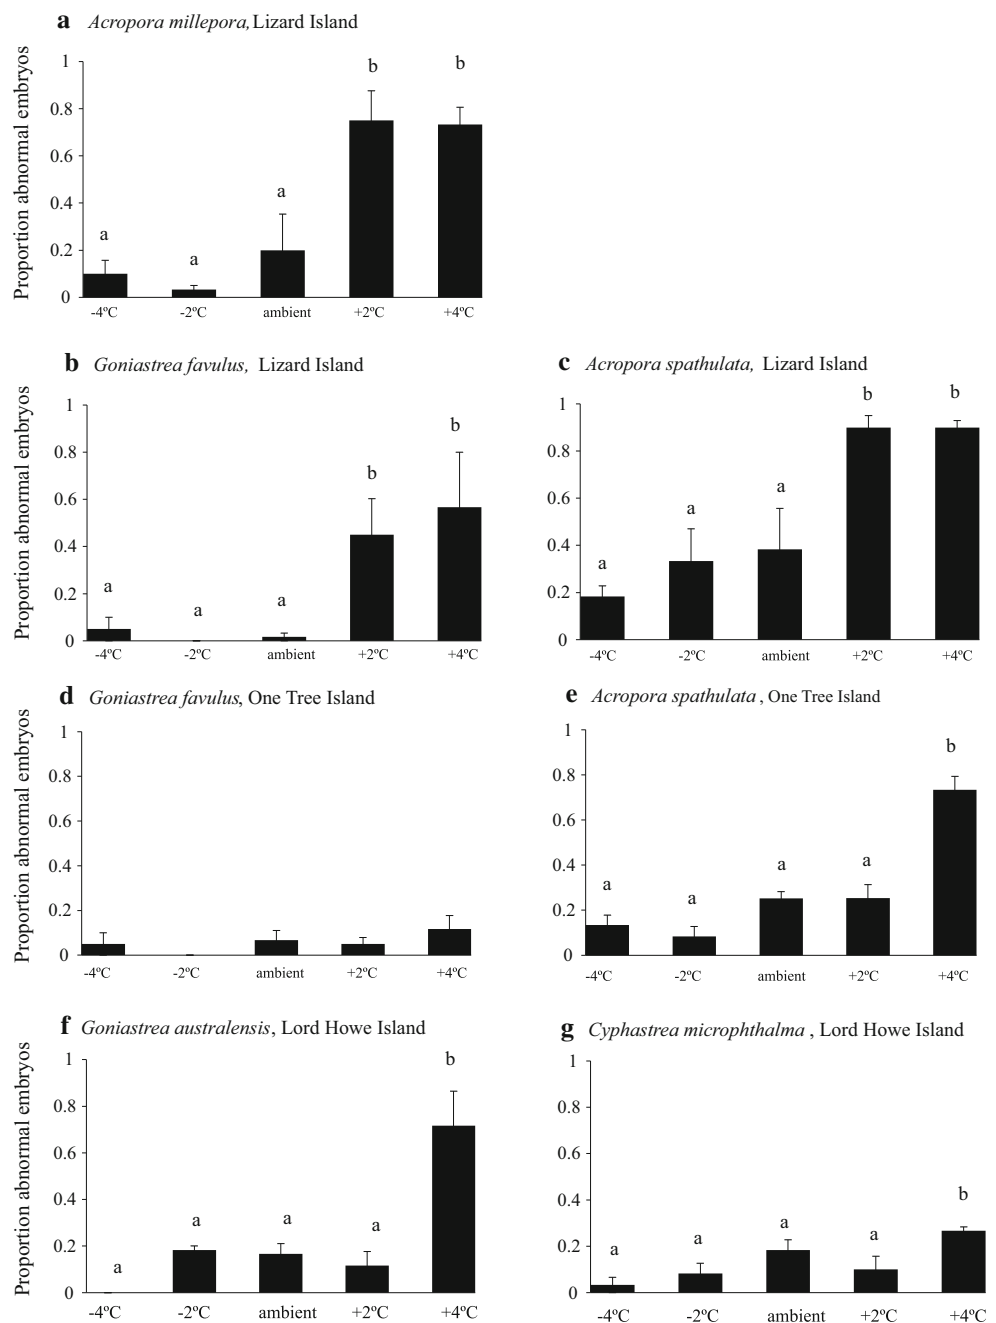 a Acropora millepora, Lizard Island
Proportion abnormal embryos
1
0.8
0.6
0.4
0.2
0
a
a
a
b
b
-4ºC -2ºC ambient +2ºC +4ºC
b Goniastrea favulus, Lizard Island
Proportion abnormal embryos
1
0.8
0.6
0.4
0.2
0
a
a
a
b
b
-4ºC -2ºC ambient +2ºC +4ºC
c Acropora spathulata, Lizard Island
1
0.8
0.6
0.4
0.2
0
a
a
a
b
b
-4ºC -2ºC ambient +2ºC +4ºC
d Goniastrea favulus, One Tree Island
Proportion abnormal embryos
1
0.8
0.6
0.4
0.2
0
-4ºC -2ºC ambient +2ºC +4ºC
e Acropora spathulata , One Tree Island
1
0.8
0.6
0.4
0.2
0
a
a
a
a
b
-4ºC -2ºC ambient +2ºC +4ºC
f Goniastrea australensis, Lord Howe Island
Proportion abnormal embryos
1
0.8
0.6
0.4
0.2
0
a
a
a
a
b
-4ºC -2ºC ambient +2ºC +4ºC
g Cyphastrea microphthalma , Lord Howe Island
1
0.8
0.6
0.4
0.2
0
a
a
a
a
b
-4ºC -2ºC ambient +2ºC +4ºC